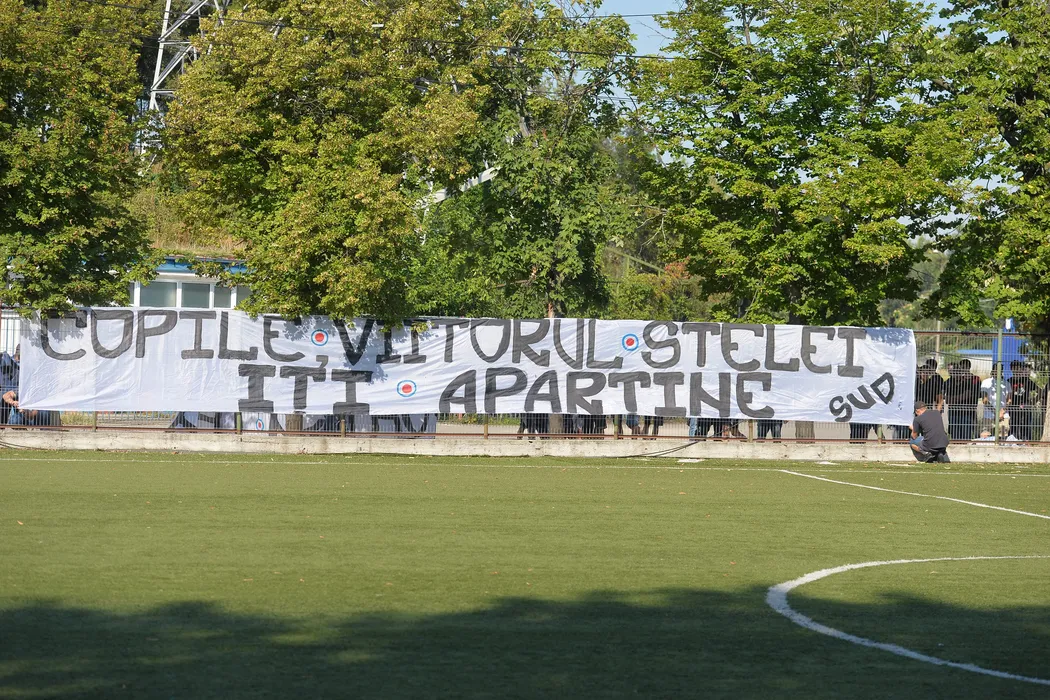 COPILE, VIITORUL STELEI
ITI APARTINE
SUD